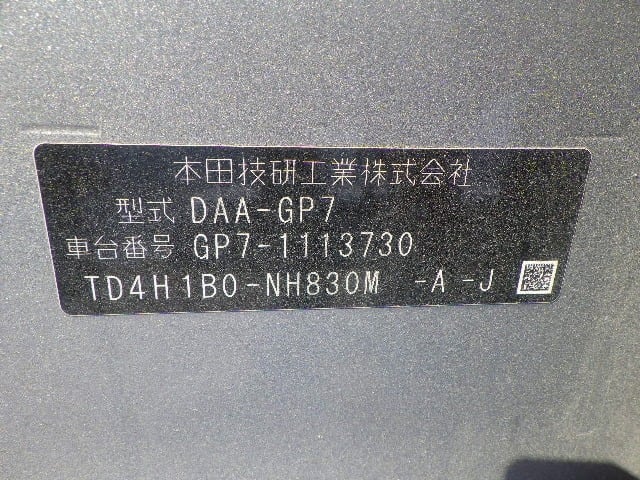 本田技研工業株式会社
型式 DAA-GP7
車台番号 GP7-1113730
TD4H1B0-NH830M -A-J